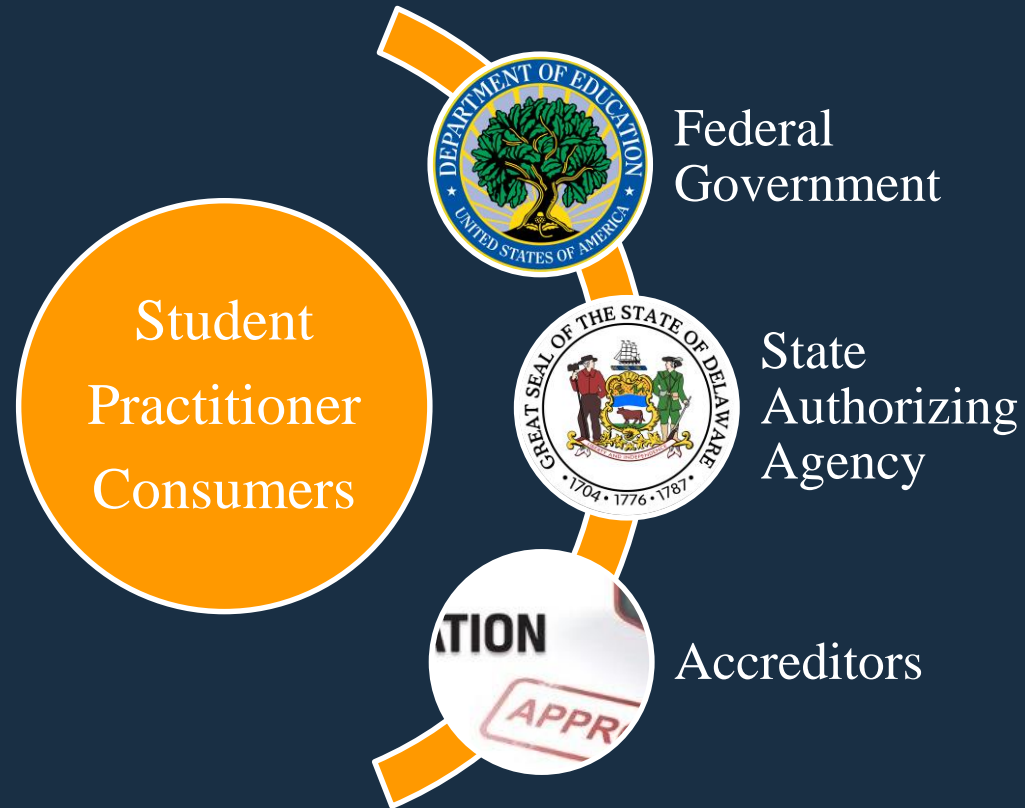 Student
Practitioner
Consumers
DEPARTMENT OF EDUCATION
UNITED STATES OF AMERICA
Federal
Government
GREAT SEAL OF THE STATE OF DELAWARE
1704 • 1776 • 1787
State
Authorizing
Agency
TION
APPR
Accreditors